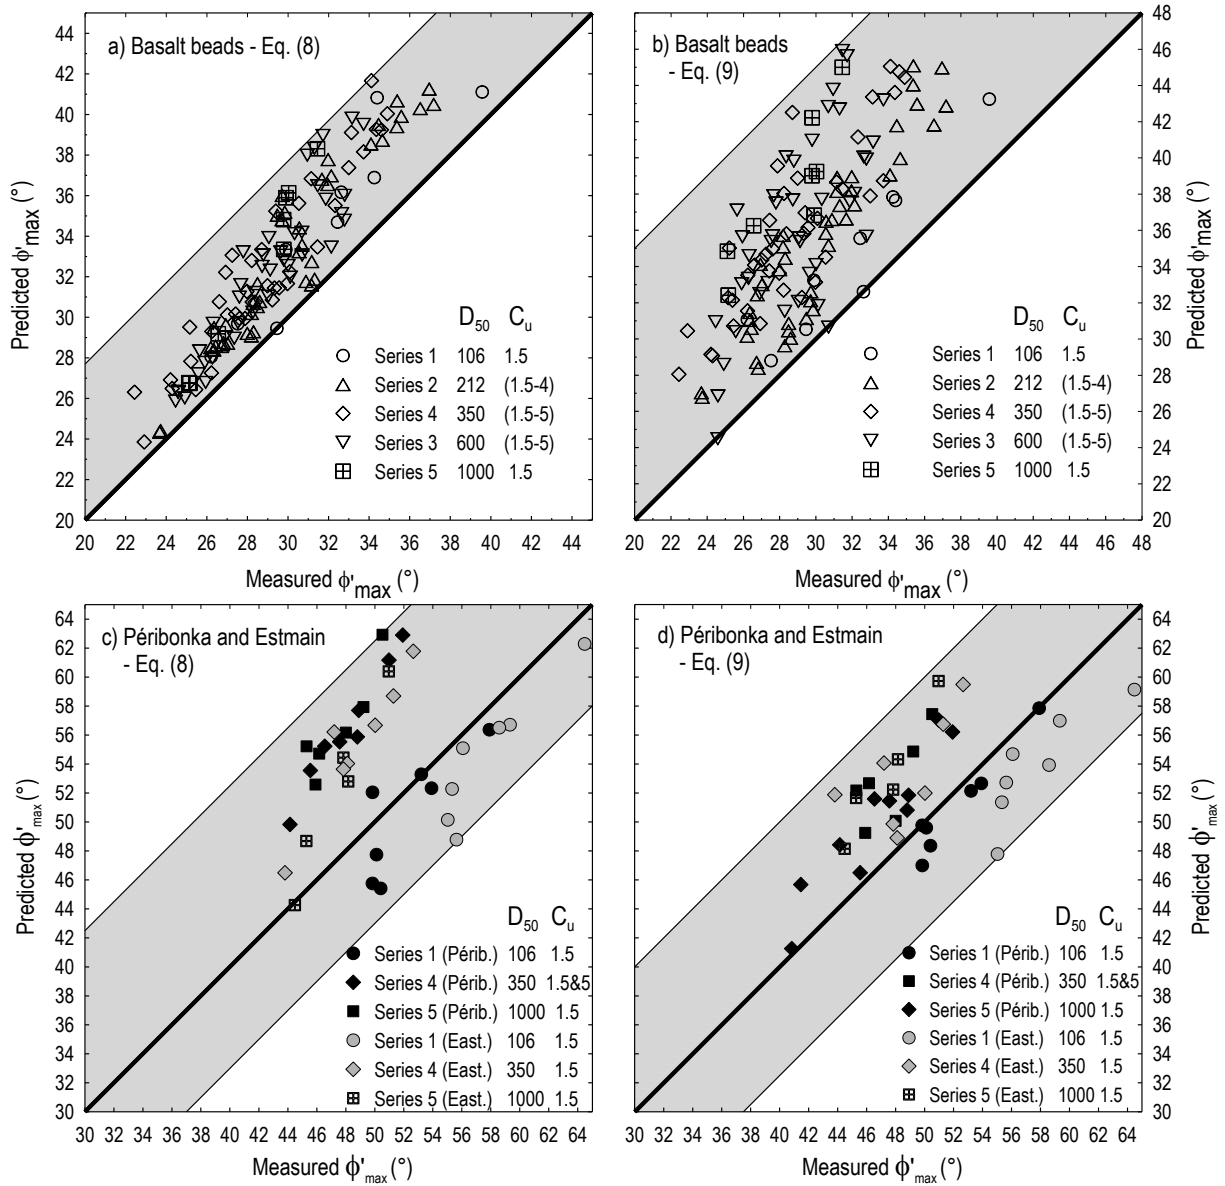 a) Basalt beads - Eq. (8)
Predicted ϕ'max (°)
44
42
40
38
36
34
32
30
28
26
24
22
20
D50 Cu
Series 1 106 1.5
Series 2 212 (1.5-4)
Series 4 350 (1.5-5)
Series 3 600 (1.5-5)
Series 5 1000 1.5
20 22 24 26 28 30 32 34 36 38 40 42 44
Measured ϕ'max (°)
b) Basalt beads
- Eq. (9)
Predicted ϕ'max (°)
48
46
44
42
40
38
36
34
32
30
28
26
24
22
20
D50 Cu
Series 1 106 1.5
Series 2 212 (1.5-4)
Series 4 350 (1.5-5)
Series 3 600 (1.5-5)
Series 5 1000 1.5
20 22 24 26 28 30 32 34 36 38 40 42 44 46 48
Measured ϕ'max (°)
c) Péribonka and Estmain
- Eq. (8)
Predicted ϕ'max (°)
64
62
60
58
56
54
52
50
48
46
44
42
40
38
36
34
32
30
D50 Cu
Series 1 (Périb.) 106 1.5
Series 4 (Périb.) 350 1.5&5
Series 5 (Périb.) 1000 1.5
Series 1 (East.) 106 1.5
Series 4 (East.) 350 1.5
Series 5 (East.) 1000 1.5
30 32 34 36 38 40 42 44 46 48 50 52 54 56 58 60 62 64
Measured ϕ'max (°)
d) Péribonka and Estmain
- Eq. (9)
Predicted ϕ'max (°)
64
62
60
58
56
54
52
50
48
46
44
42
40
38
36
34
32
30
D50 Cu
Series 1 (Périb.) 106 1.5
Series 4 (Périb.) 350 1.5&5
Series 5 (Périb.) 1000 1.5
Series 1 (East.) 106 1.5
Series 4 (East.) 350 1.5
Series 5 (East.) 1000 1.5
30 32 34 36 38 40 42 44 46 48 50 52 54 56 58 60 62 64
Measured ϕ'max (°)